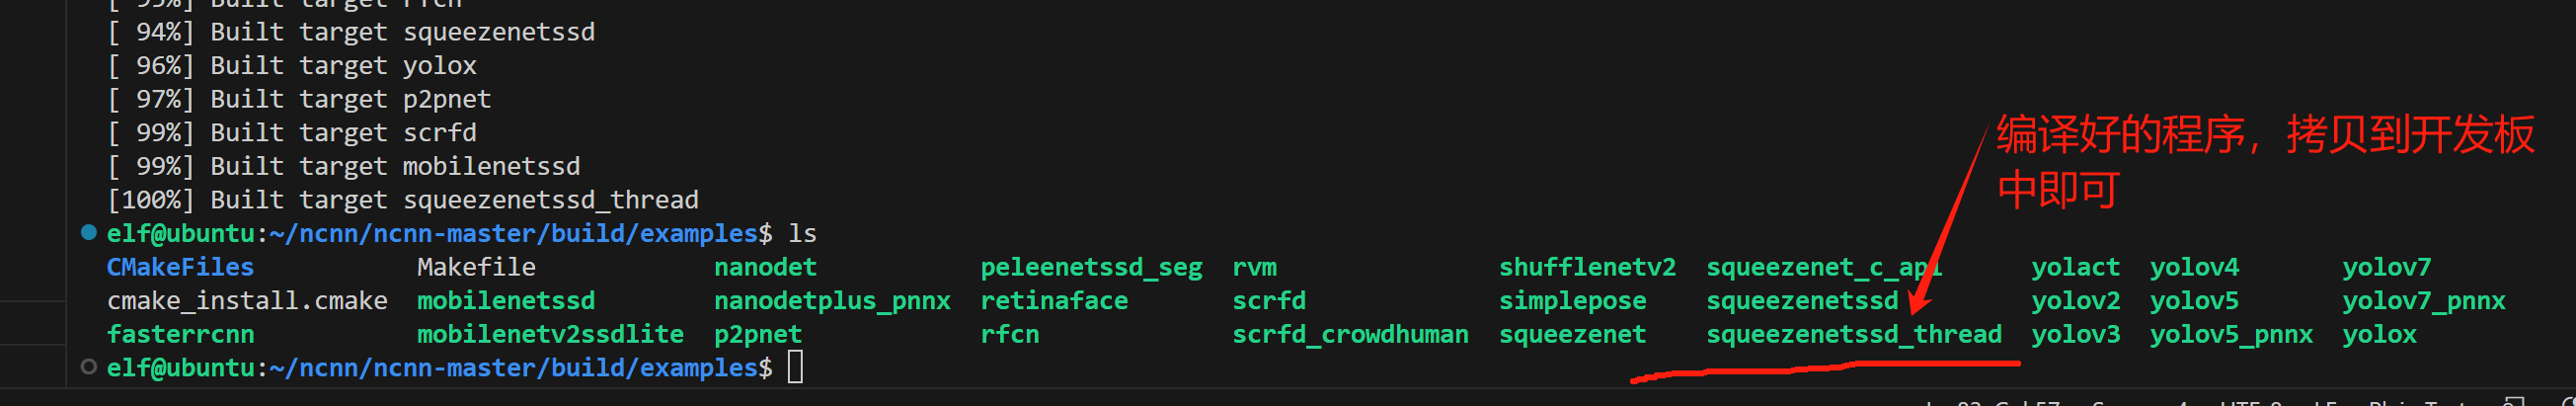 [ 94%] Built target squeezenetssd
[ 96%] Built target yolox
[ 97%] Built target p2pnet
[ 99%] Built target scrfd
[ 99%] Built target mobilenetssd
[100%] Built target squeezenetssd_thread
elf@ubuntu:~/ncnn/ncnn-master/build/examples$ ls
CMakeFiles Makefile nanodet peleenetssd_seg rvm shufflenetv2 squeezenet_c_api yolact yolov4 yolov7
cmake_install.cmake mobilenetssd nanodetplus_pnnx retinaface scrfd simplepose squeezenetssd yolov2 yolov5 yolov7_pnnx
fasterrcnn mobilenetv2ssdlite p2pnet rfcn scrfd_crowdhuman squeezenet squeezenetssd_thread yolov3 yolov5_pnnx yolox
elf@ubuntu:~/ncnn/ncnn-master/build/examples$
编译好的程序，拷贝到开发板
中即可